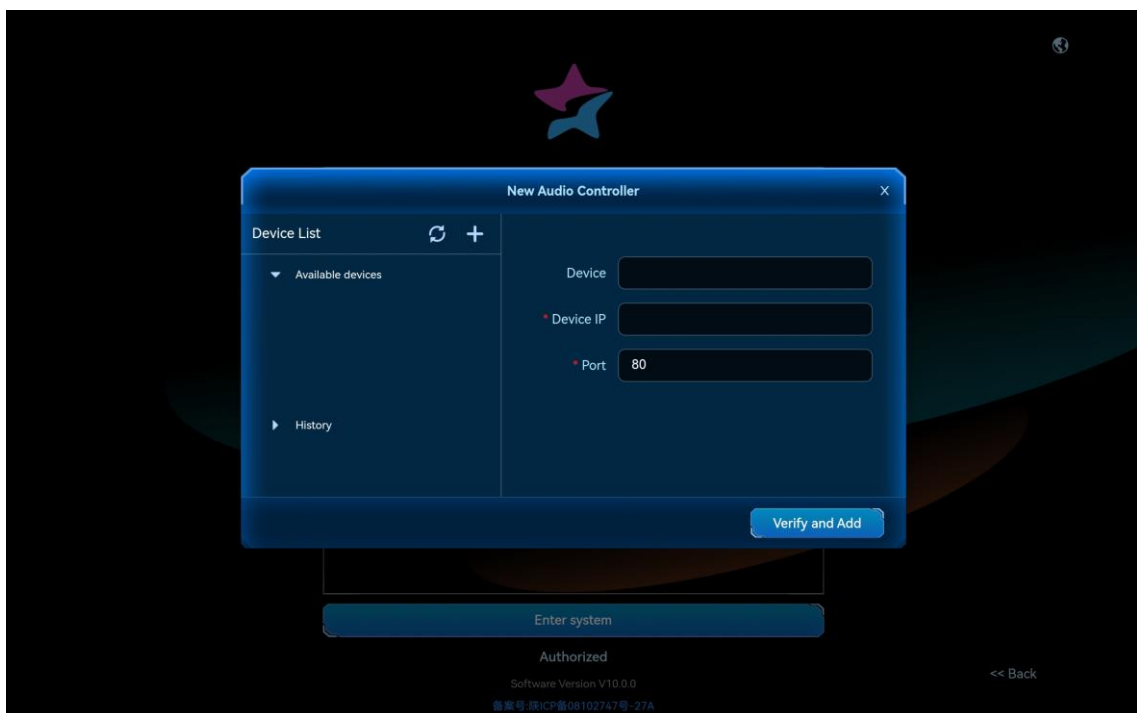 New Audio Controller X
Device List
Available devices
History
Device
* Device IP
* Port 80
Verify and Add
Enter system
Authorized
Software Version V10.0.0
备案号:陕ICP备08102747号-27A
<< Back